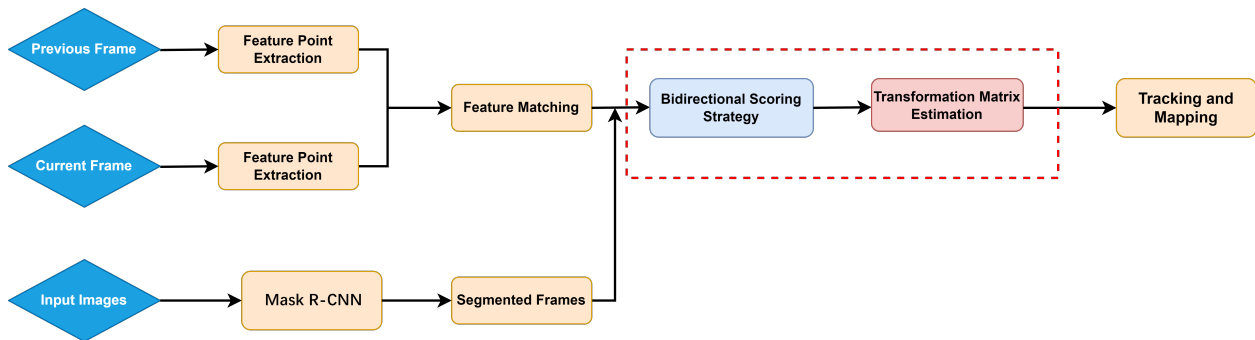 Previous Frame
Feature Point
Extraction
Current Frame
Feature Point
Extraction
Feature Matching
Bidirectional Scoring
Strategy
Transformation Matrix
Estimation
Tracking and
Mapping
Input Images
Mask R-CNN
Segmented Frames